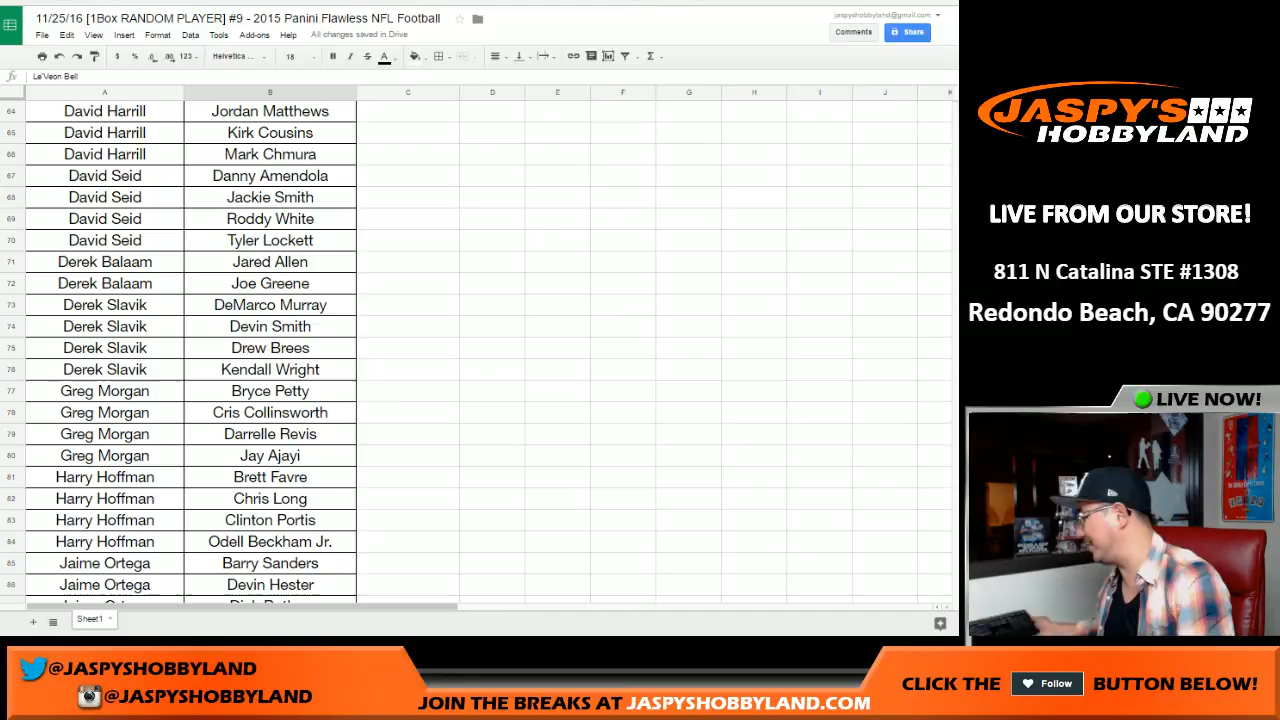 11/25/16 [1Box RANDOM PLAYER] #9 - 2015 Panini Flawless NFL Football
jaspyshobbyland@gmail.com
File Edit View Insert Format Data Tools Add-ons Help All changes saved in Drive
Comments
Share
$ % .0 .00 123 Helvetica ... 18 B I S A
fx Le'Veon Bell
A B C D E F G H I J K
64 David Harrill Jordan Matthews
65 David Harrill Kirk Cousins
66 David Harrill Mark Chmura
67 David Seid Danny Amendola
68 David Seid Jackie Smith
69 David Seid Roddy White
70 David Seid Tyler Lockett
71 Derek Balaam Jared Allen
72 Derek Balaam Joe Greene
73 Derek Slavik DeMarco Murray
74 Derek Slavik Devin Smith
75 Derek Slavik Drew Brees
76 Derek Slavik Kendall Wright
77 Greg Morgan Bryce Petty
78 Greg Morgan Cris Collinsworth
79 Greg Morgan Darrelle Revis
80 Greg Morgan Jay Ajayi
81 Harry Hoffman Brett Favre
82 Harry Hoffman Chris Long
83 Harry Hoffman Clinton Portis
84 Harry Hoffman Odell Beckham Jr.
85 Jaime Ortega Barry Sanders
86 Jaime Ortega Devin Hester
Sheet1
JASPY'S
HOBBYLAND
LIVE FROM OUR STORE!
811 N Catalina STE #1308
Redondo Beach, CA 90277
LIVE NOW!
@JASPYSHOBBYLAND
@JASPYSHOBBYLAND
JOIN THE BREAKS AT JASPYSHOBBYLAND.COM
CLICK THE Follow BUTTON BELOW!